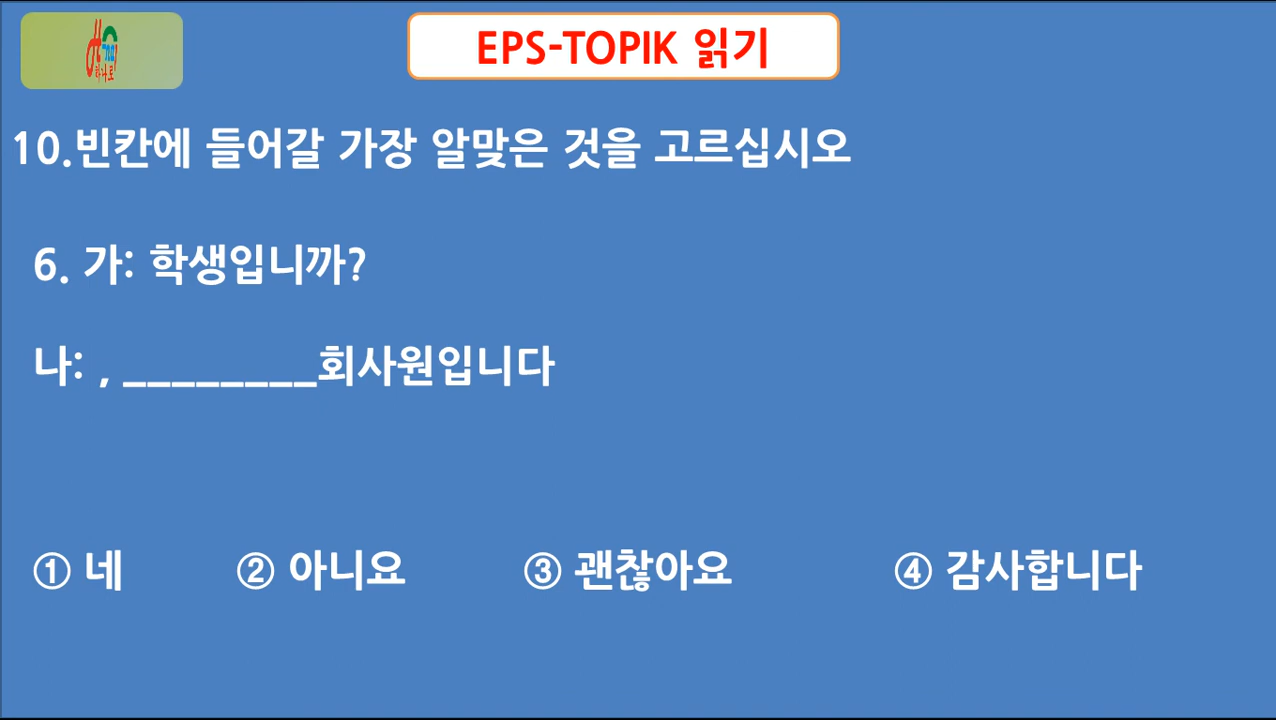 하나로
EPS-TOPIK 읽기
10.빈칸에 들어갈 가장 알맞은 것을 고르십시오
6. 가: 학생입니까?
나: , ________회사원입니다
① 네 ② 아니요 ③ 괜찮아요 ④ 감사합니다